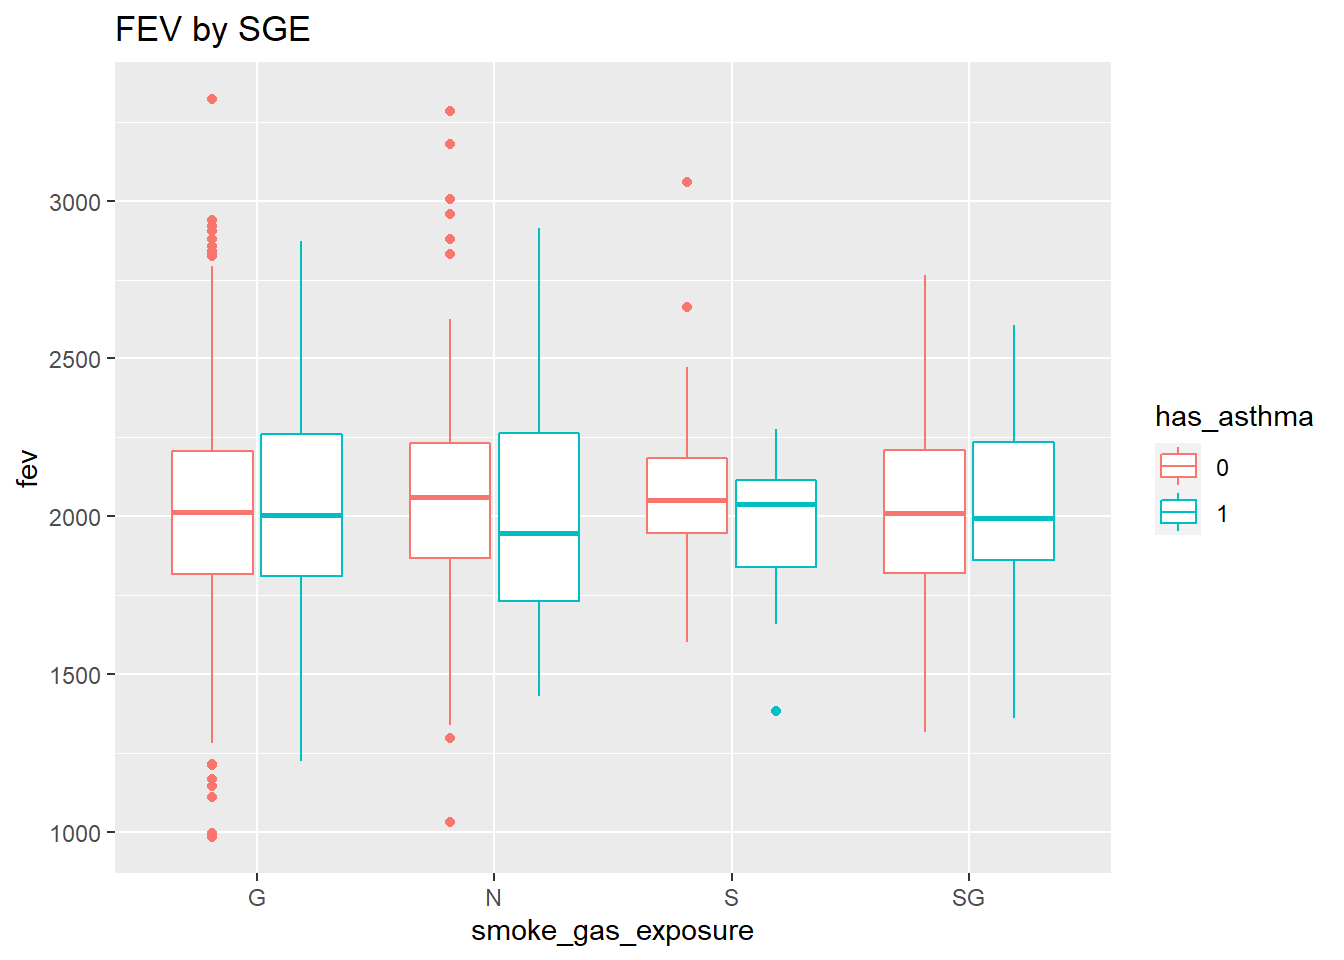 FEV by SGE
3000
2500
2000
1500
1000
fev
G N S SG
smoke_gas_exposure
has_asthma
0
1